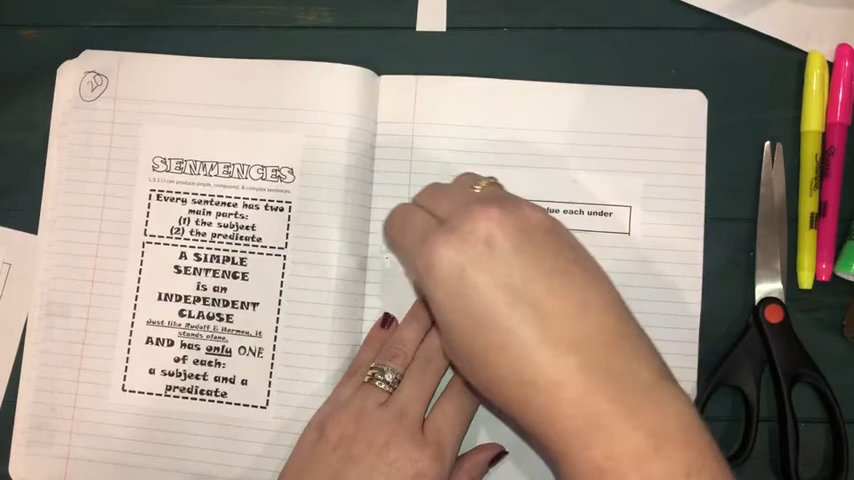 20
SENTENCES
L.3.1.i I can produce simple, compound, & complex sentences.
Every sentence has two
main parts:
(1) the subject
(2) the predicate
A SIMPLE
SENTENCE
is an
INDEPENDENT
CLAUSE
Just like Rudolf & Hermea, it
stands alone.
AND has only ONE
of each:
a subject and a
predicate
glue each under